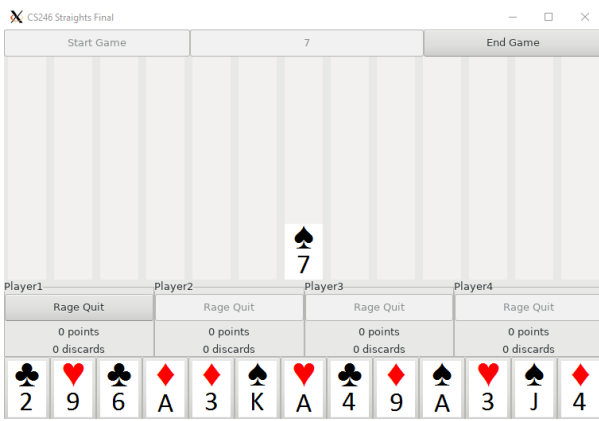 CS246 Straights Final
Start Game 7 End Game
7
Player1 Player2 Player3 Player4
Rage Quit Rage Quit Rage Quit Rage Quit
0 points 0 points 0 points 0 points
0 discards 0 discards 0 discards 0 discards
2 9 6 A 3 K A 4 9 A 3 J 4